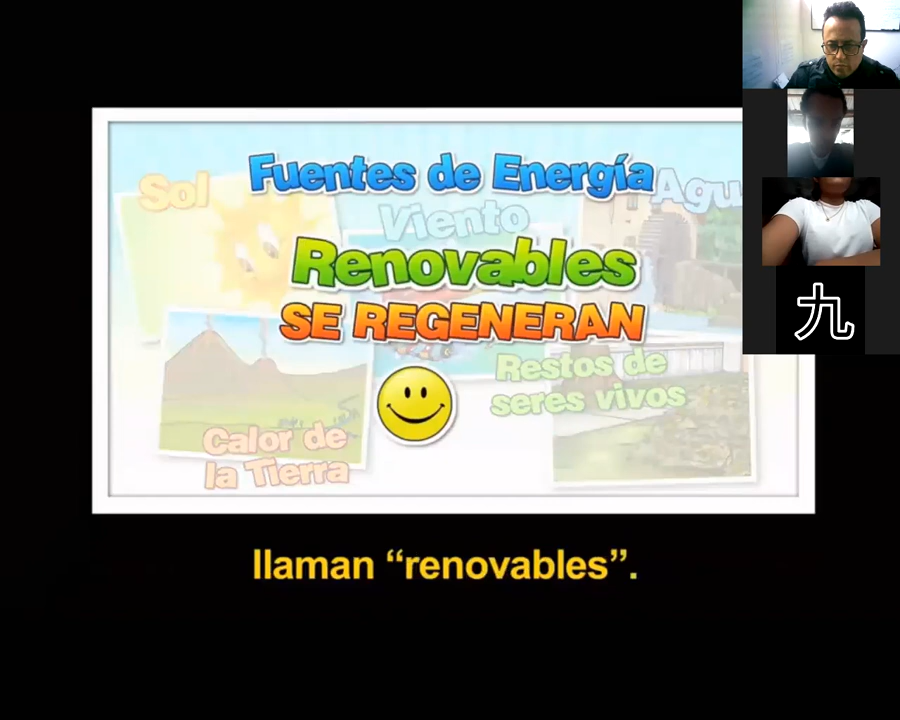 Fuentes de Energía
Sol
Agu
Viento
Renovables
SE REGENERAN
Restos de
seres vivos
Calor de
la Tierra
llaman “renovables”.
九